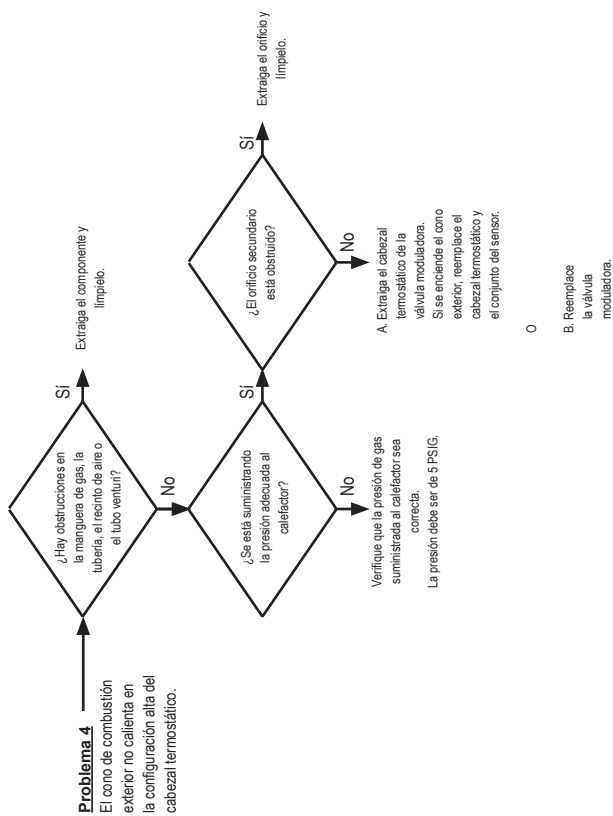 Problema 4
El cono de combustión
exterior no calienta en
la configuración alta del
cabezal termostático.
¿Hay obstrucciones en
la manguera de gas, la
tubería, el recinto de aire o
el tubo venturi?
Sí
Extraiga el componente y
límpielo.
No
¿Se está suministrando
la presión adecuada al
calefactor?
Sí
No
Verifique que la presión de gas
suministrada al calefactor sea
correcta.
La presión debe ser de 5 PSIG.
¿El orificio secundario
está obstruido?
Sí
Extraiga el orificio y
límpielo.
No
A. Extraiga el cabezal
termostático de la
válvula moduladora.
Si se enciende el cono
exterior, reemplace el
cabezal termostático y
el conjunto del sensor.
O
B. Reemplace
la válvula
moduladora.